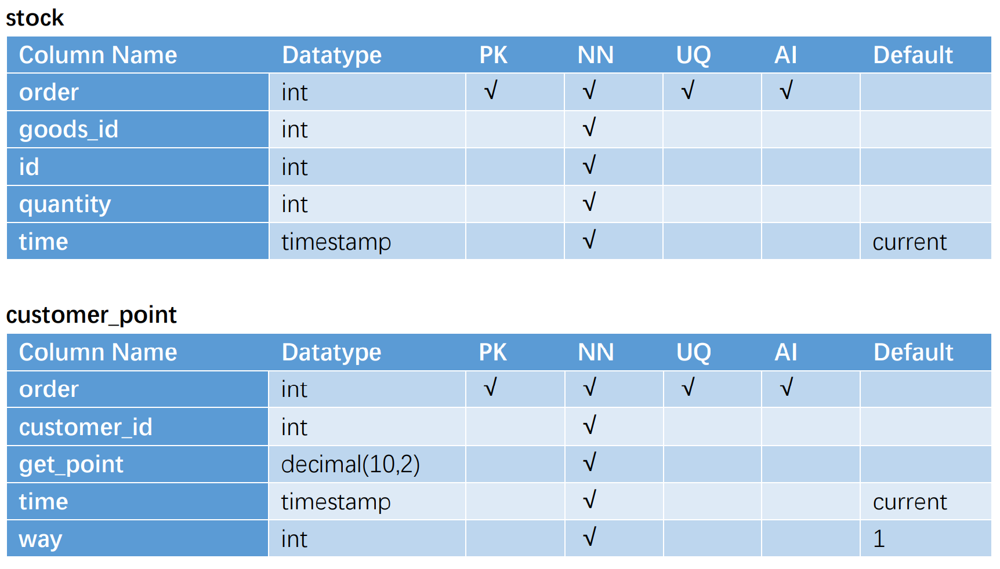 stock
Column Name Datatype PK NN UQ AI Default
order int √ √ √ √
goods_id int √
id int √
quantity int √
time timestamp √ current
customer_point
Column Name Datatype PK NN UQ AI Default
order int √ √ √ √
customer_id int √
get_point decimal(10,2) √
time timestamp √ current
way int √ 1